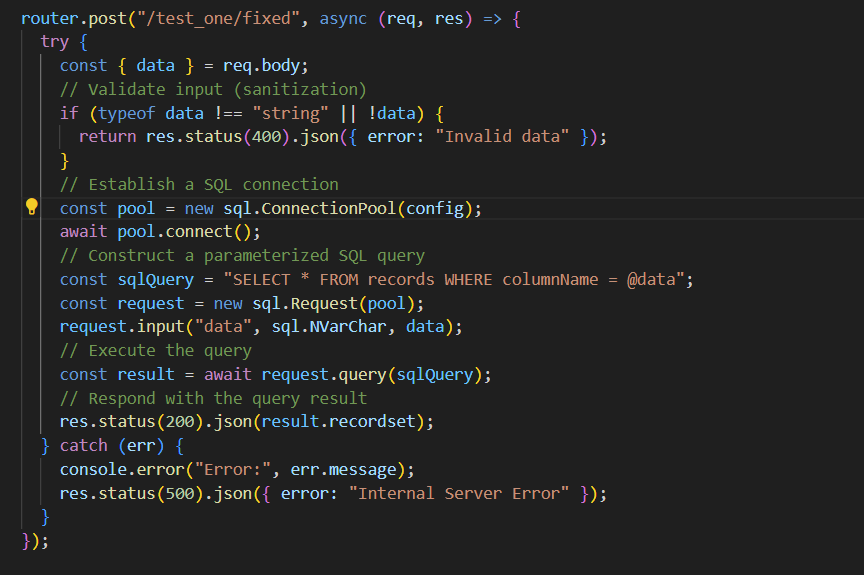 router.post("/test_one/fixed", async (req, res) => {
  try {
    const { data } = req.body;
    // Validate input (sanitization)
    if (typeof data !== "string" || !data) {
      return res.status(400).json({ error: "Invalid data" });
    }
    // Establish a SQL connection
    const pool = new sql.ConnectionPool(config);
    await pool.connect();
    // Construct a parameterized SQL query
    const sqlQuery = "SELECT * FROM records WHERE columnName = @data";
    const request = new sql.Request(pool);
    request.input("data", sql.NVarChar, data);
    // Execute the query
    const result = await request.query(sqlQuery);
    // Respond with the query result
    res.status(200).json(result.recordset);
  } catch (err) {
    console.error("Error:", err.message);
    res.status(500).json({ error: "Internal Server Error" });
  }
});